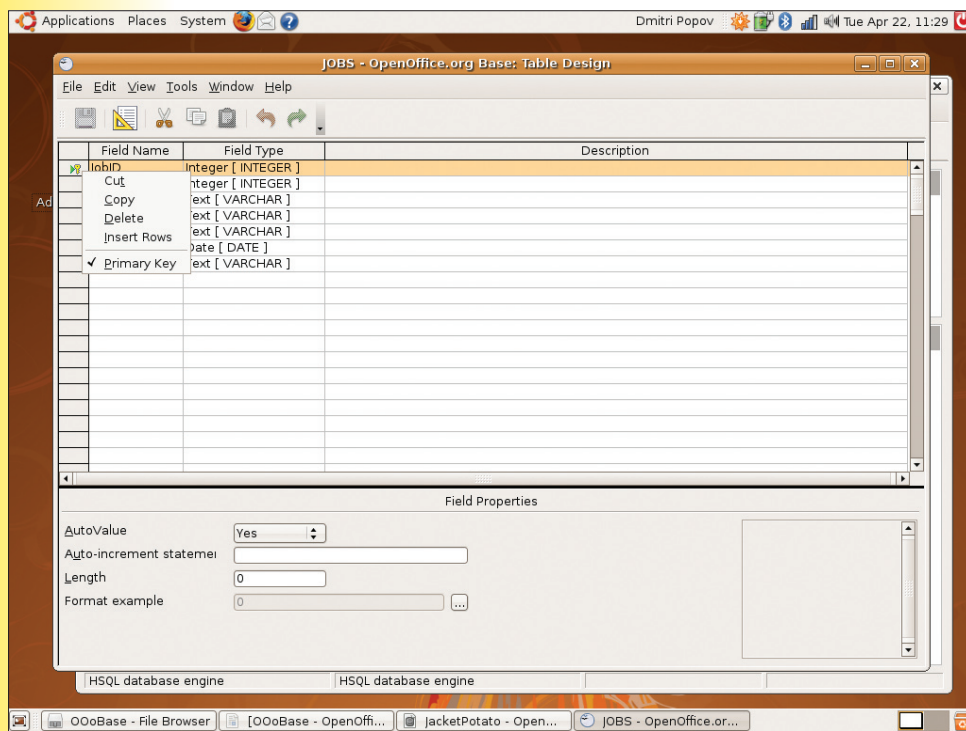 Applications Places System Dmitri Popov Tue Apr 22, 11:29
JOBS - OpenOffice.org Base: Table Design
File Edit View Tools Window Help
Field Name Field Type Description
JobID Integer [ INTEGER ]
Integer [ INTEGER ]
Text [ VARCHAR ]
Text [ VARCHAR ]
Text [ VARCHAR ]
Date [ DATE ]
Text [ VARCHAR ]
Ad
Cut
Copy
Delete
Insert Rows
✓ Primary Key
Field Properties
AutoValue Yes
Auto-increment statemei
Length 0
Format example 0 ...
HSQL database engine HSQL database engine
OOoBase - File Browser [OOoBase - OpenOffi... JacketPotato - Open... JOBS - OpenOffice.or...